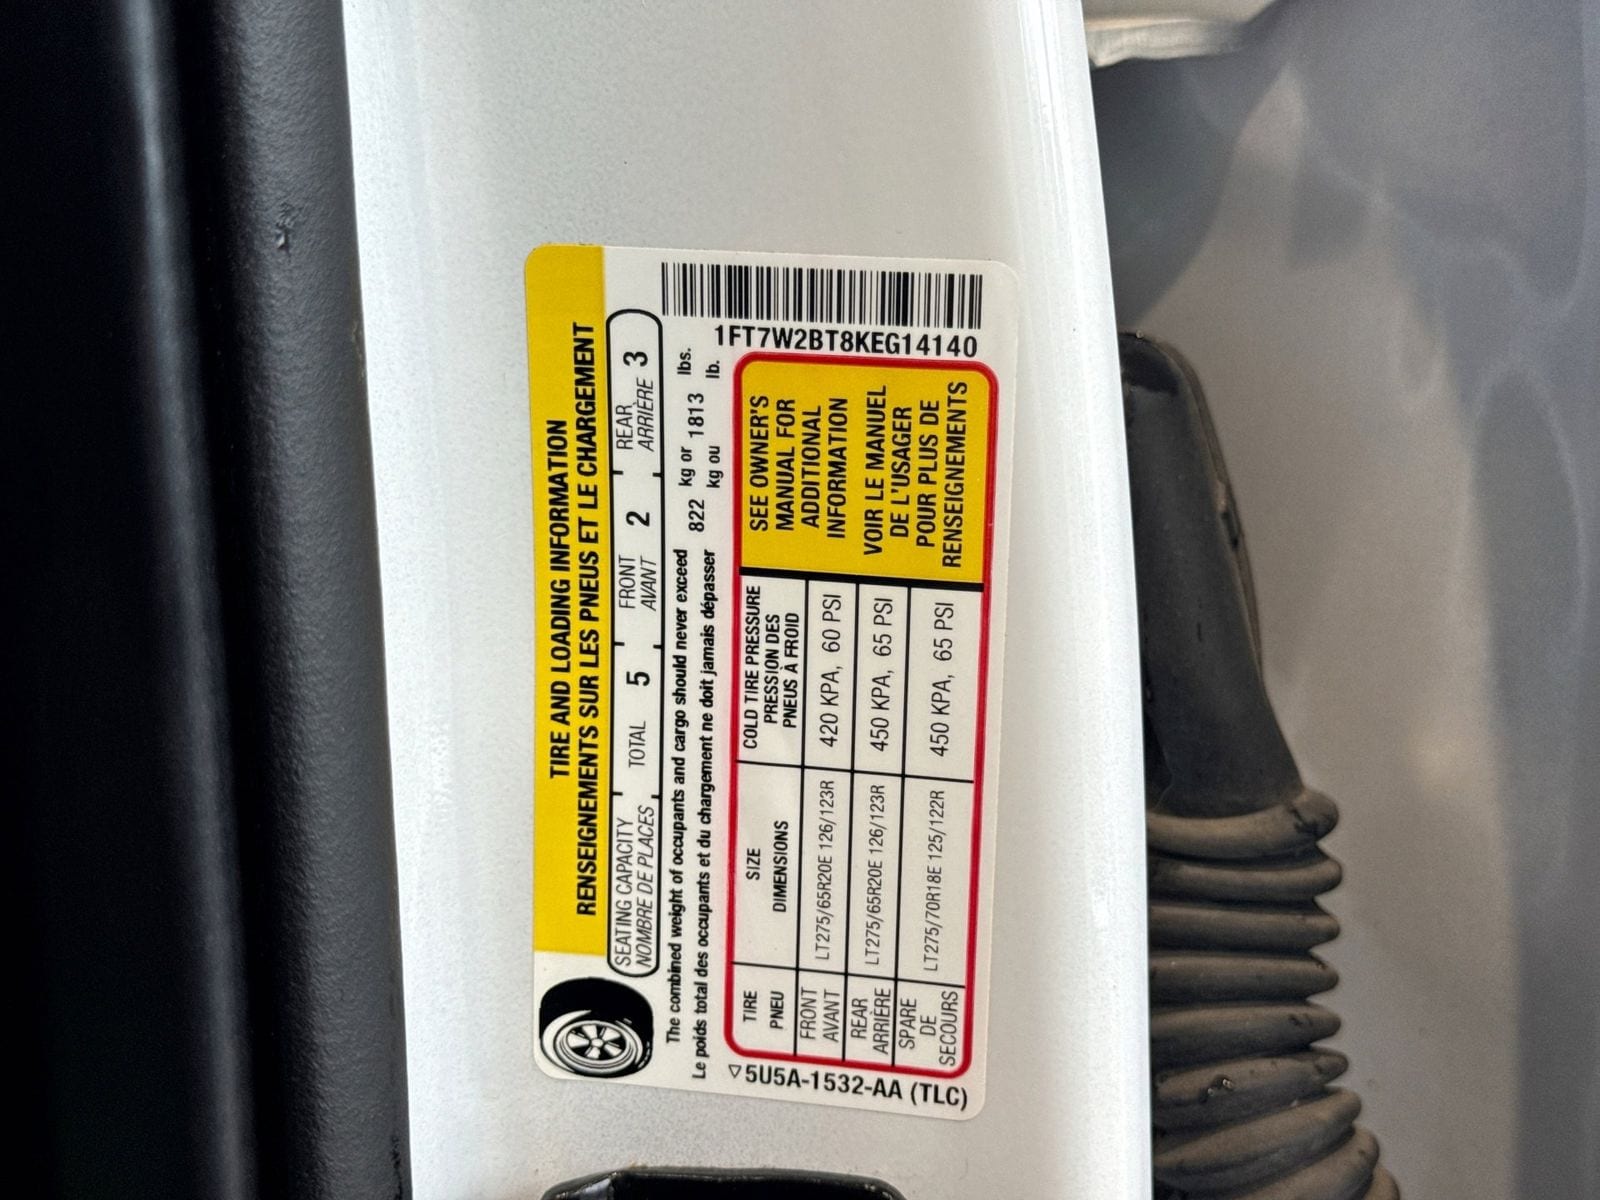 TIRE AND LOADING INFORMATION
RENSEIGNEMENTS SUR LES PNEUS ET LE CHARGEMENT
SEATING CAPACITY TOTAL 5 FRONT 2 REAR 3
NOMBRE DE PLACES AVANT ARRIÈRE
The combined weight of occupants and cargo should never exceed 822 kg or 1813 lbs.
Le poids total des occupants et du chargement ne doit jamais dépasser kg ou lb.
1FT7W2BT8KEG14140
TIRE SIZE COLD TIRE PRESSURE
PNEU DIMENSIONS PRESSION DES
PNEUS À FROID
FRONT
AVANT LT275/65R20E 126/123R 420 KPA, 60 PSI
REAR
ARRIÈRE LT275/65R20E 126/123R 450 KPA, 65 PSI
SPARE
DE
SECOURS LT275/70R18E 125/122R 450 KPA, 65 PSI
SEE OWNER'S
MANUAL FOR
ADDITIONAL
INFORMATION
VOIR LE MANUEL
DE L'USAGER
POUR PLUS DE
RENSEIGNEMENTS
▽5U5A-1532-AA (TLC)